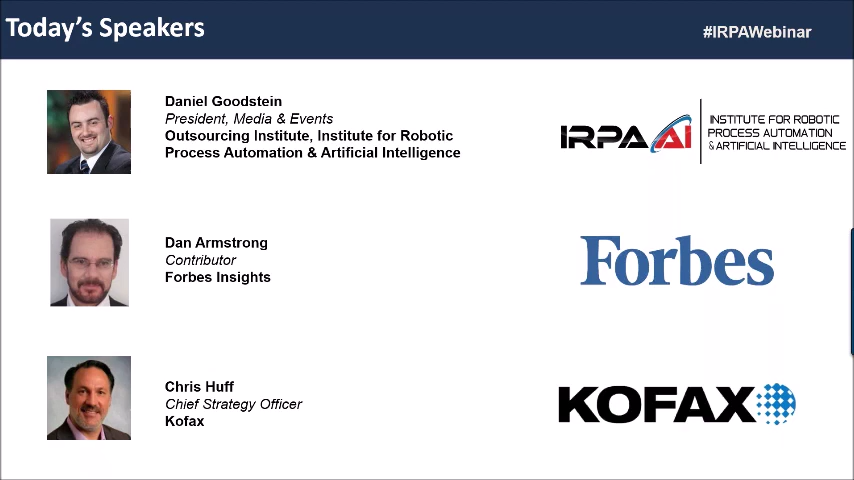 Today's Speakers
#IRPAWebinar
Daniel Goodstein
President, Media & Events
Outsourcing Institute, Institute for Robotic
Process Automation & Artificial Intelligence
IRPA AI
INSTITUTE FOR ROBOTIC
PROCESS AUTOMATION
& ARTIFICIAL INTELLIGENCE
Dan Armstrong
Contributor
Forbes Insights
Forbes
Chris Huff
Chief Strategy Officer
Kofax
KOFAX